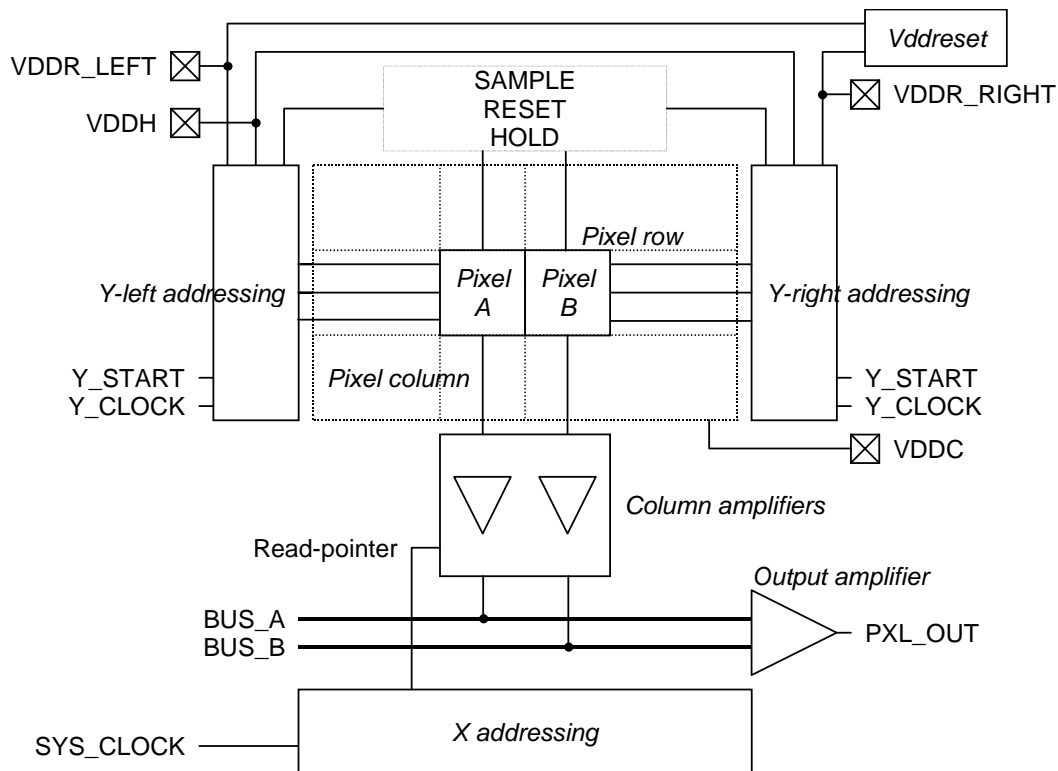 Vddreset
VDDR_LEFT
VDDR_RIGHT
SAMPLE
RESET
HOLD
VDDH
Pixel row
Y-left addressing
Pixel
A
Pixel
B
Y-right addressing
Y_START
Y_CLOCK
Pixel column
Y_START
Y_CLOCK
VDDC
Column amplifiers
Read-pointer
Output amplifier
BUS_A
BUS_B
PXL_OUT
X addressing
SYS_CLOCK